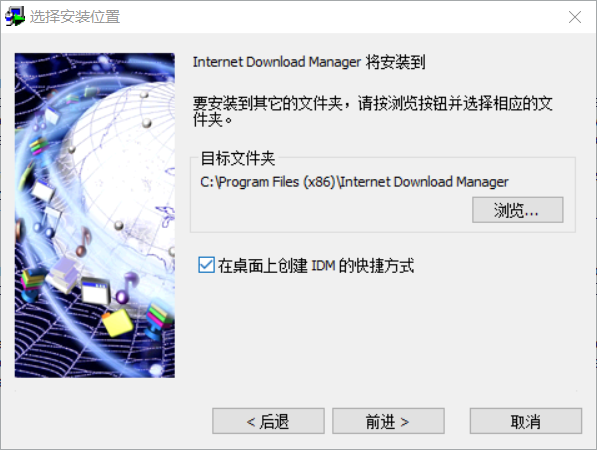 选择安装位置
Internet Download Manager 将安装到
要安装到其它的文件夹，请按浏览按钮并选择相应的文
件夹。
目标文件夹
C:\Program Files (x86)\Internet Download Manager
浏览...
在桌面上创建 IDM 的快捷方式
< 后退
前进 >
取消